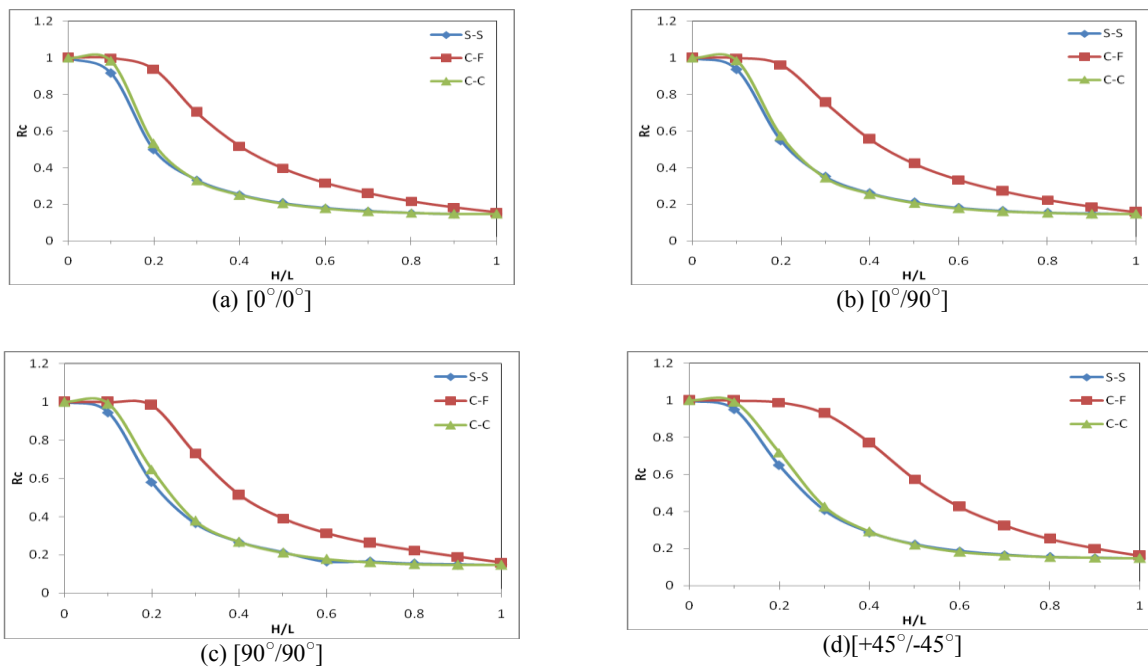 1.2
1
0.8
0.6
0.4
0.2
0
Rc
0 0.2 0.4 0.6 0.8 1
H/L
S-S
C-F
C-C
(a) [0°/0°]
1.2
1
0.8
0.6
0.4
0.2
0
Rc
0 0.2 0.4 0.6 0.8 1
H/L
S-S
C-F
C-C
(b) [0°/90°]
1.2
1
0.8
0.6
0.4
0.2
0
Rc
0 0.2 0.4 0.6 0.8 1
H/L
S-S
C-F
C-C
(c) [90°/90°]
1.2
1
0.8
0.6
0.4
0.2
0
Rc
0 0.2 0.4 0.6 0.8 1
H/L
S-S
C-F
C-C
(d)[+45°/-45°]